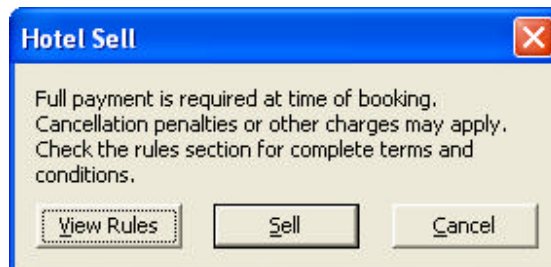 Hotel Sell
Full payment is required at time of booking.
Cancellation penalties or other charges may apply.
Check the rules section for complete terms and
conditions.
View Rules Sell Cancel